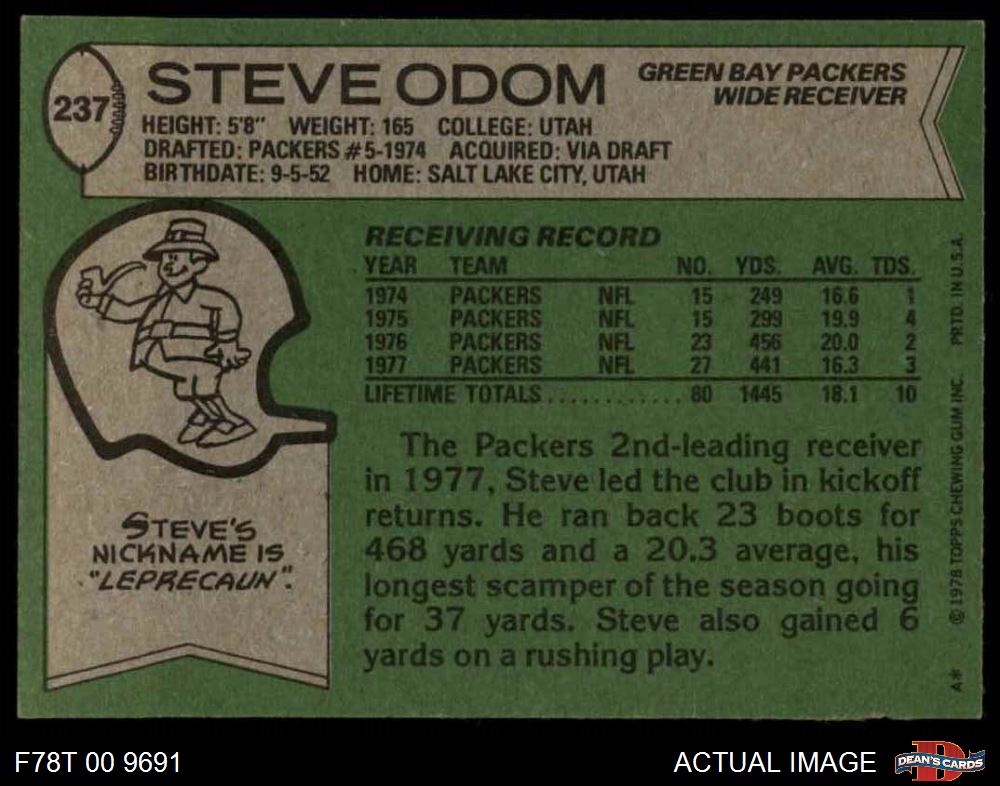 237
STEVE ODOM
GREEN BAY PACKERS
WIDE RECEIVER
HEIGHT: 5'8" WEIGHT: 165 COLLEGE: UTAH
DRAFTED: PACKERS #5-1974 ACQUIRED: VIA DRAFT
BIRTHDATE: 9-5-52 HOME: SALT LAKE CITY, UTAH
RECEIVING RECORD
YEAR TEAM NO. YDS. AVG. TDS.
1974 PACKERS NFL 15 249 16.6 1
1975 PACKERS NFL 15 299 19.9 4
1976 PACKERS NFL 23 456 20.0 2
1977 PACKERS NFL 27 441 16.3 3
LIFETIME TOTALS............ 80 1445 18.1 10
The Packers 2nd-leading receiver
in 1977, Steve led the club in kickoff
returns. He ran back 23 boots for
468 yards and a 20.3 average, his
longest scamper of the season going
for 37 yards. Steve also gained 6
yards on a rushing play.
STEVE'S
NICKNAME IS
"LEPRECAUN".
A* © 1978 TOPPS CHEWING GUM INC. PRTD. IN U.S.A.
F78T 00 9691
ACTUAL IMAGE
D
DEAN'S CARDS